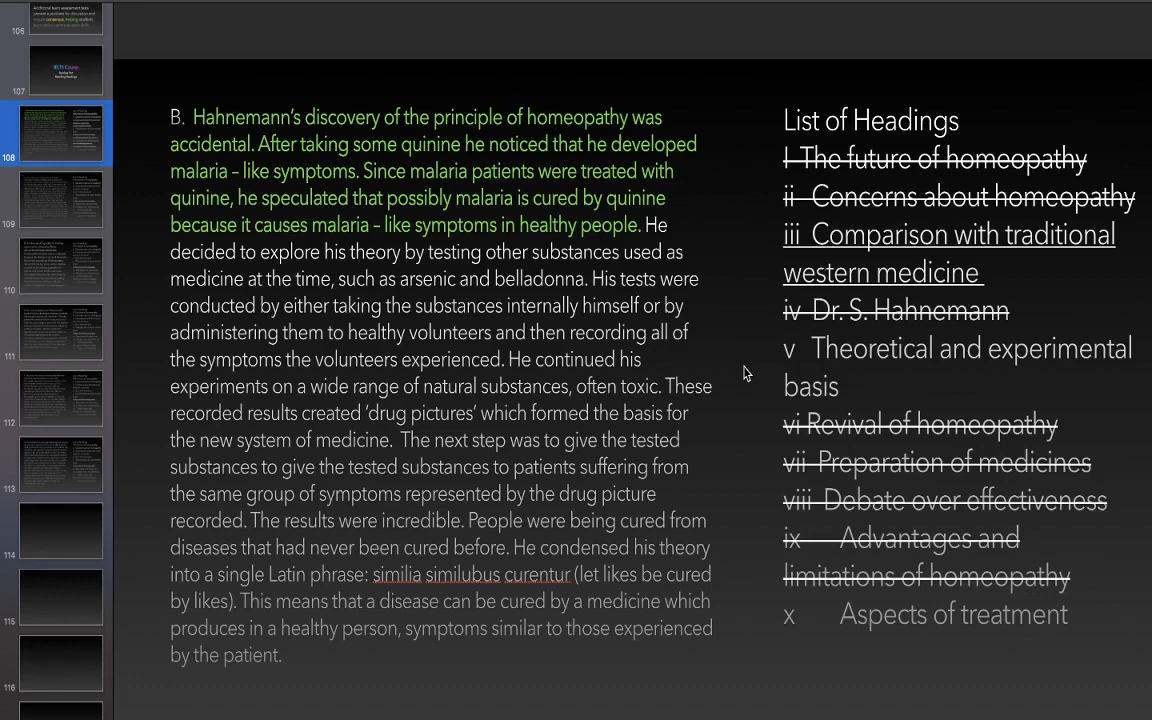 106
IELTS Course
107
108
109
110
111
112
113
114
115
116
B. Hahnemann's discovery of the principle of homeopathy was
accidental. After taking some quinine he noticed that he developed
malaria – like symptoms. Since malaria patients were treated with
quinine, he speculated that possibly malaria is cured by quinine
because it causes malaria – like symptoms in healthy people. He
decided to explore his theory by testing other substances used as
medicine at the time, such as arsenic and belladonna. His tests were
conducted by either taking the substances internally himself or by
administering them to healthy volunteers and then recording all of
the symptoms the volunteers experienced. He continued his
experiments on a wide range of natural substances, often toxic. These
recorded results created 'drug pictures' which formed the basis for
the new system of medicine. The next step was to give the tested
substances to give the tested substances to patients suffering from
the same group of symptoms represented by the drug picture
recorded. The results were incredible. People were being cured from
diseases that had never been cured before. He condensed his theory
into a single Latin phrase: similia similubus curentur (let likes be cured
by likes). This means that a disease can be cured by a medicine which
produces in a healthy person, symptoms similar to those experienced
by the patient.
List of Headings
I The future of homeopathy
ii Concerns about homeopathy
iii Comparison with traditional
western medicine
iv Dr. S. Hahnemann
v Theoretical and experimental
basis
vi Revival of homeopathy
vii Preparation of medicines
viii Debate over effectiveness
ix Advantages and
limitations of homeopathy
x Aspects of treatment